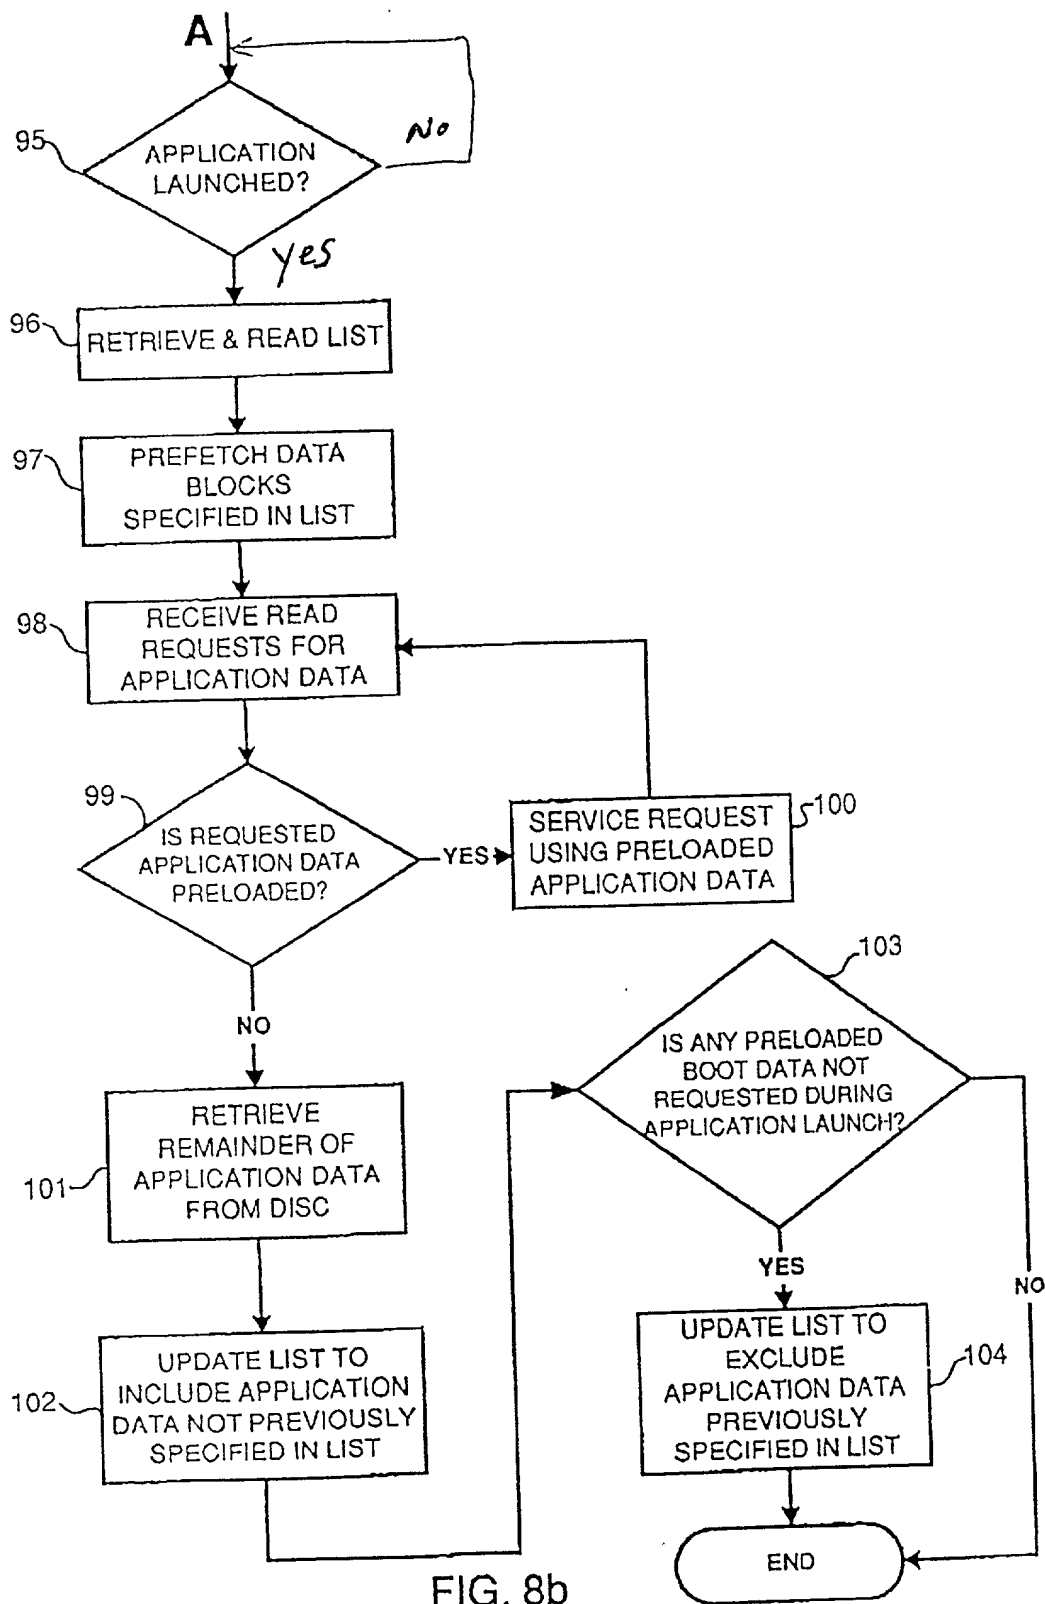 A
95
APPLICATION
LAUNCHED?
No
Yes
96
RETRIEVE & READ LIST
97
PREFETCH DATA
BLOCKS
SPECIFIED IN LIST
98
RECEIVE READ
REQUESTS FOR
APPLICATION DATA
99
IS REQUESTED
APPLICATION DATA
PRELOADED?
YES
100
SERVICE REQUEST
USING PRELOADED
APPLICATION DATA
NO
101
RETRIEVE
REMAINDER OF
APPLICATION DATA
FROM DISC
102
UPDATE LIST TO
INCLUDE APPLICATION
DATA NOT PREVIOUSLY
SPECIFIED IN LIST
103
IS ANY PRELOADED
BOOT DATA NOT
REQUESTED DURING
APPLICATION LAUNCH?
YES
NO
104
UPDATE LIST TO
EXCLUDE
APPLICATION DATA
PREVIOUSLY
SPECIFIED IN LIST
END
FIG. 8b